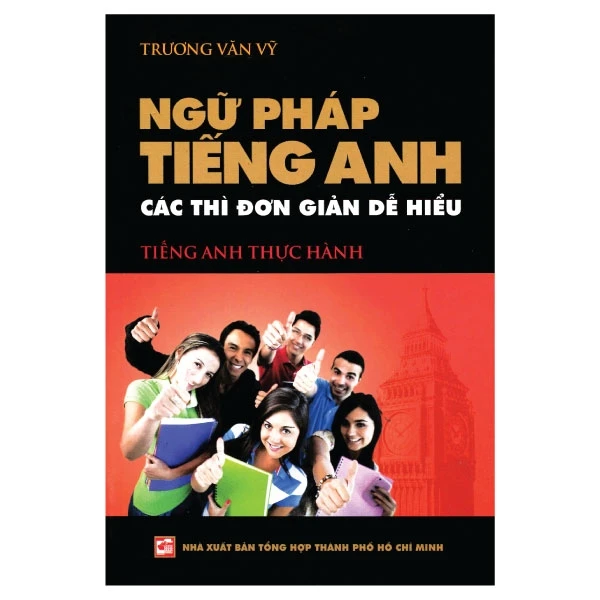 TRƯƠNG VĂN VỸ
NGỮ PHÁP
TIẾNG ANH
CÁC THÌ ĐƠN GIẢN DỄ HIỂU
TIẾNG ANH THỰC HÀNH
NHÀ XUẤT BẢN TỔNG HỢP THÀNH PHỐ HỒ CHÍ MINH